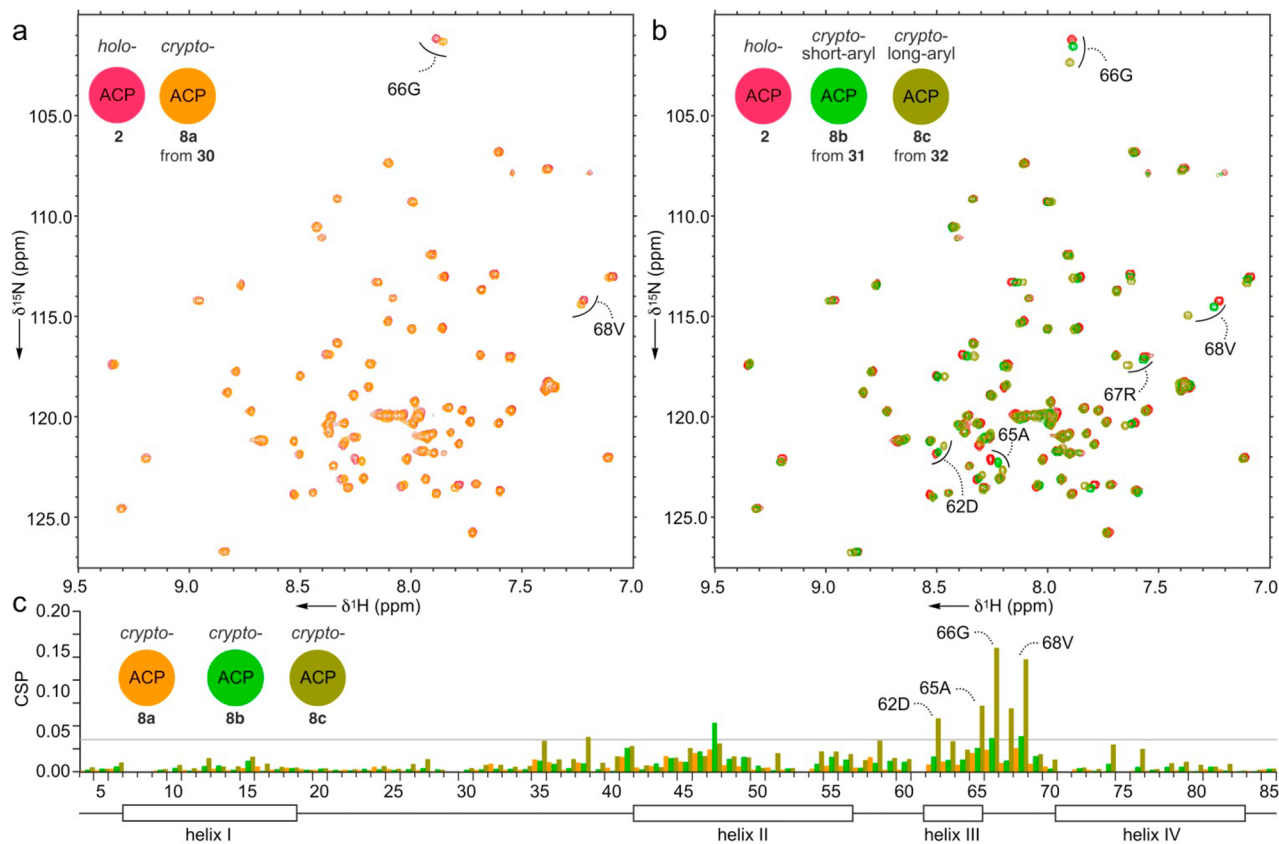 a
holo-
crypto-
ACP
ACP
2
8a
from 30
66G
68V
105.0
110.0
115.0
120.0
125.0
δ15N (ppm)
9.5
9.0
8.5
8.0
7.5
7.0
δ1H (ppm)
b
holo-
crypto-
short-aryl
crypto-
long-aryl
ACP
ACP
ACP
2
8b
from 31
8c
from 32
66G
68V
67R
65A
62D
105.0
110.0
115.0
120.0
125.0
δ15N (ppm)
9.5
9.0
8.5
8.0
7.5
7.0
δ1H (ppm)
c
crypto-
crypto-
crypto-
ACP
ACP
ACP
8a
8b
8c
CSP
0.20
0.15
0.10
0.05
0.00
62D
65A
66G
68V
5
10
15
20
25
30
35
40
45
50
55
60
65
70
75
80
85
helix I
helix II
helix III
helix IV